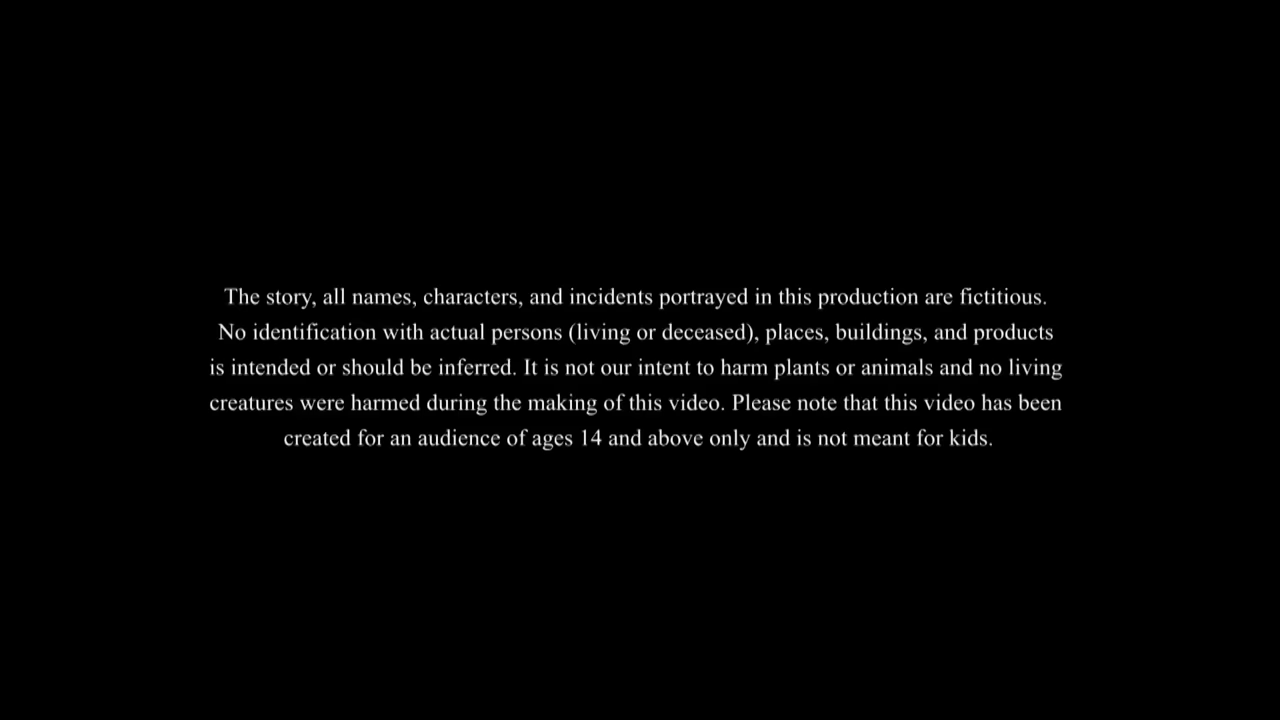 The story, all names, characters, and incidents portrayed in this production are fictitious.
No identification with actual persons (living or deceased), places, buildings, and products
is intended or should be inferred. It is not our intent to harm plants or animals and no living
creatures were harmed during the making of this video. Please note that this video has been
created for an audience of ages 14 and above only and is not meant for kids.